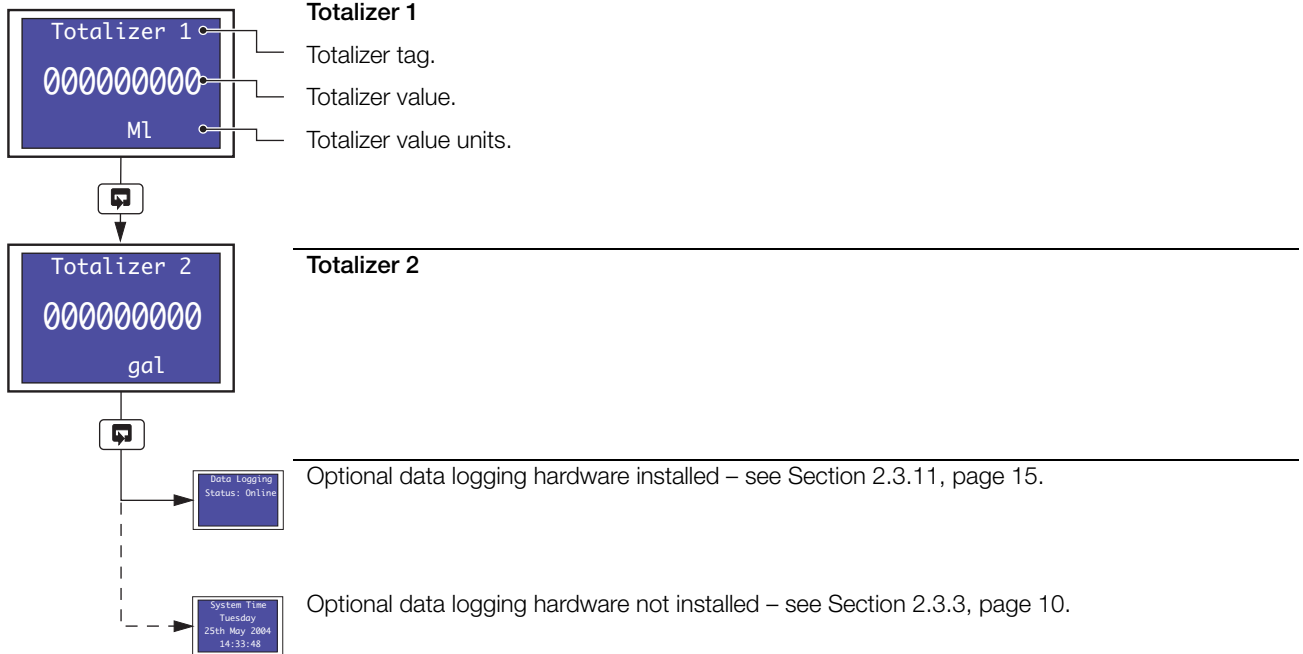 Totalizer 1
000000000
Ml
Totalizer 1
Totalizer tag.
Totalizer value.
Totalizer value units.
Totalizer 2
000000000
gal
Totalizer 2
Data Logging
Status: Online
Optional data logging hardware installed – see Section 2.3.11, page 15.
System Time
Tuesday
25th May 2004
14:33:48
Optional data logging hardware not installed – see Section 2.3.3, page 10.